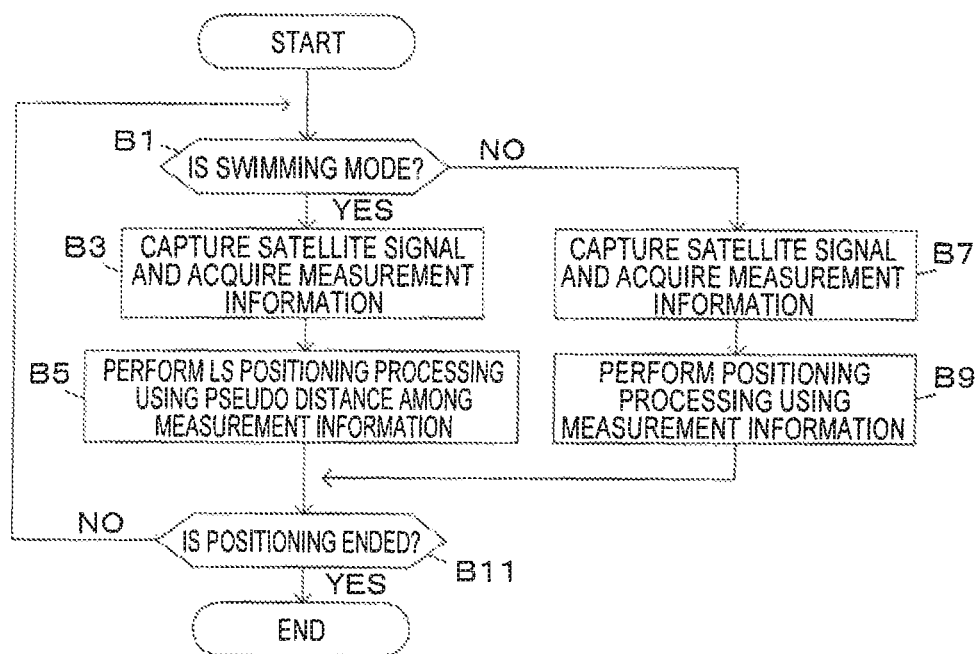 START
B1
IS SWIMMING MODE?
NO
YES
B3
CAPTURE SATELLITE SIGNAL
AND ACQUIRE MEASUREMENT
INFORMATION
CAPTURE SATELLITE SIGNAL
AND ACQUIRE MEASUREMENT
INFORMATION
B7
B5
PERFORM LS POSITIONING PROCESSING
USING PSEUDO DISTANCE AMONG
MEASUREMENT INFORMATION
PERFORM POSITIONING
PROCESSING USING
MEASUREMENT INFORMATION
B9
NO
IS POSITIONING ENDED?
B11
YES
END